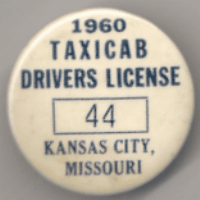 1960
TAXICAB
DRIVERS LICENSE
44
KANSAS CITY,
MISSOURI